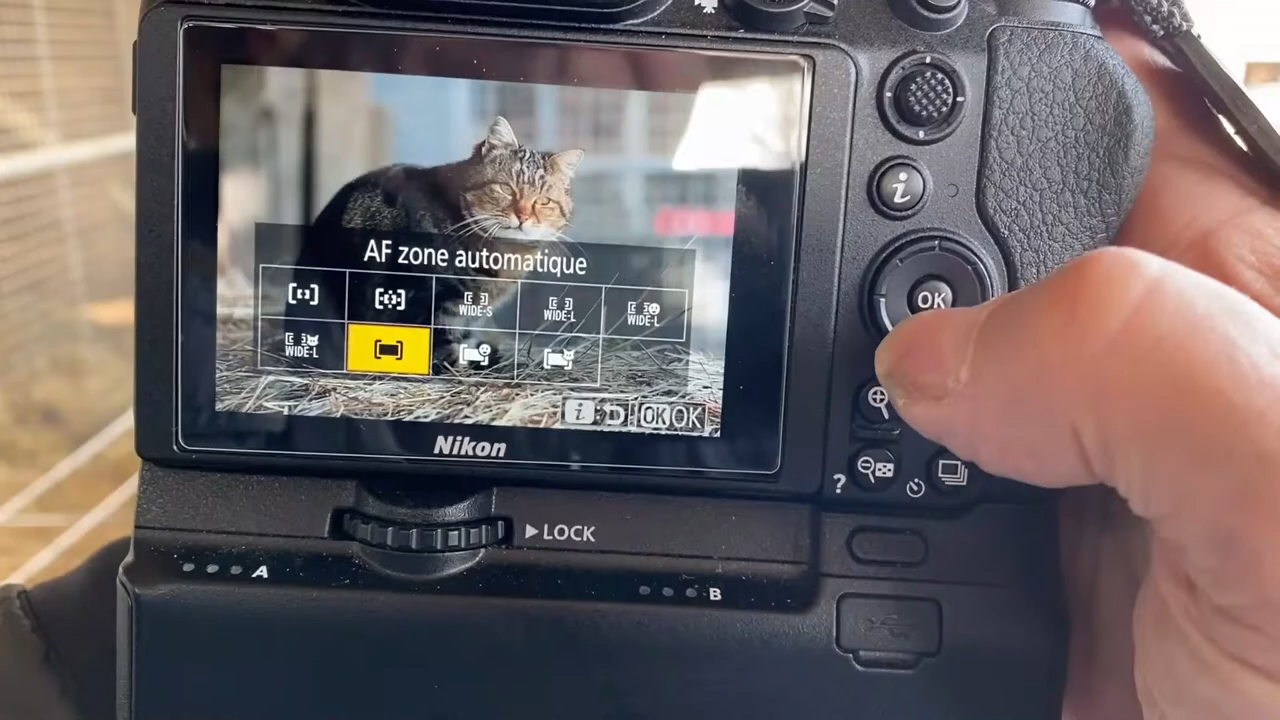 AF zone automatique
WIDE-S
WIDE-L
WIDE-L
WIDE-L
i OK OK
Nikon
i
OK
?
LOCK
A
B